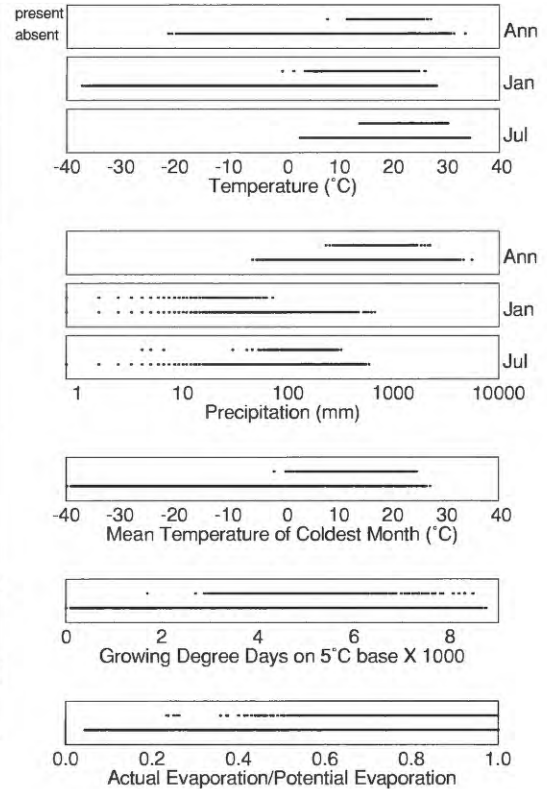 present
absent
Ann
Jan
Jul
-40 -30 -20 -10 0 10 20 30 40
Temperature (˚C)
Ann
Jan
Jul
1 10 100 1000 10000
Precipitation (mm)
-40 -30 -20 -10 0 10 20 30 40
Mean Temperature of Coldest Month (˚C)
0 2 4 6 8
Growing Degree Days on 5˚C base X 1000
0.0 0.2 0.4 0.6 0.8 1.0
Actual Evaporation/Potential Evaporation